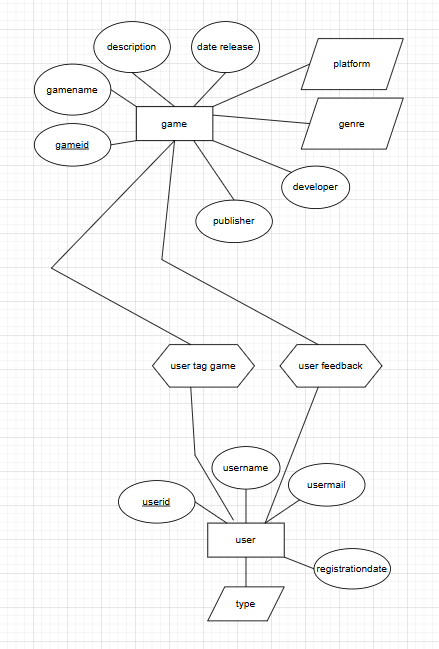 description
date release
platform
gamename
game
genre
gameid
developer
publisher
user tag game
user feedback
username
usermail
userid
user
registrationdate
type